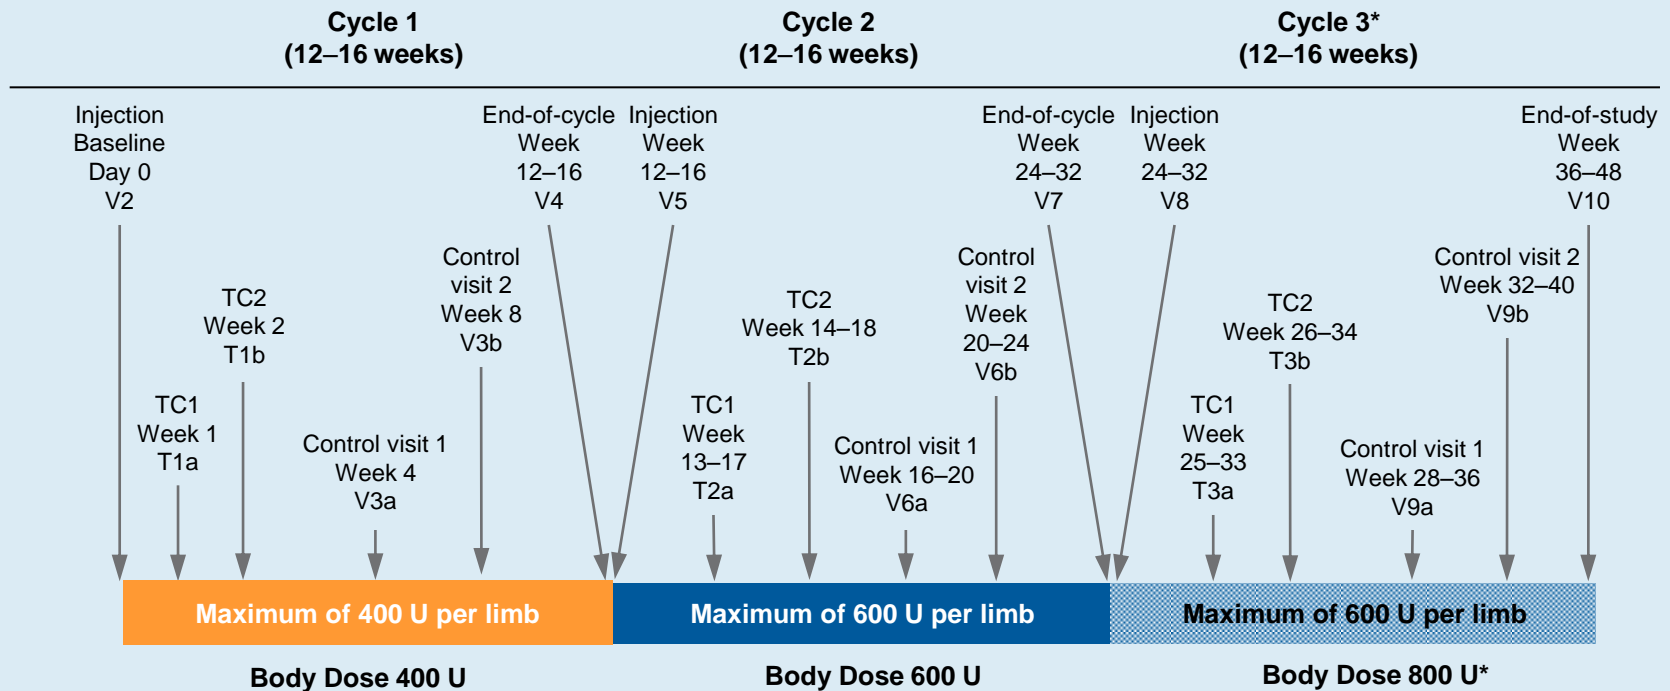 Cycle 1
(12–16 weeks)
Cycle 2
(12–16 weeks)
Cycle 3*
(12–16 weeks)
Injection
Baseline
Day 0
V2
End-of-cycle
Week
12–16
V4
Injection
Week
12–16
V5
End-of-cycle
Week
24–32
V7
Injection
Week
24–32
V8
End-of-study
Week
36–48
V10
TC1
Week 1
T1a
TC2
Week 2
T1b
Control visit 1
Week 4
V3a
Control
visit 2
Week 8
V3b
TC1
Week
13–17
T2a
TC2
Week 14–18
T2b
Control visit 1
Week 16–20
V6a
Control
visit 2
Week
20–24
V6b
TC1
Week
25–33
T3a
TC2
Week 26–34
T3b
Control visit 1
Week 28–36
V9a
Control visit 2
Week 32–40
V9b
Maximum of 400 U per limb
Maximum of 600 U per limb
Maximum of 600 U per limb
Body Dose 400 U
Body Dose 600 U
Body Dose 800 U*